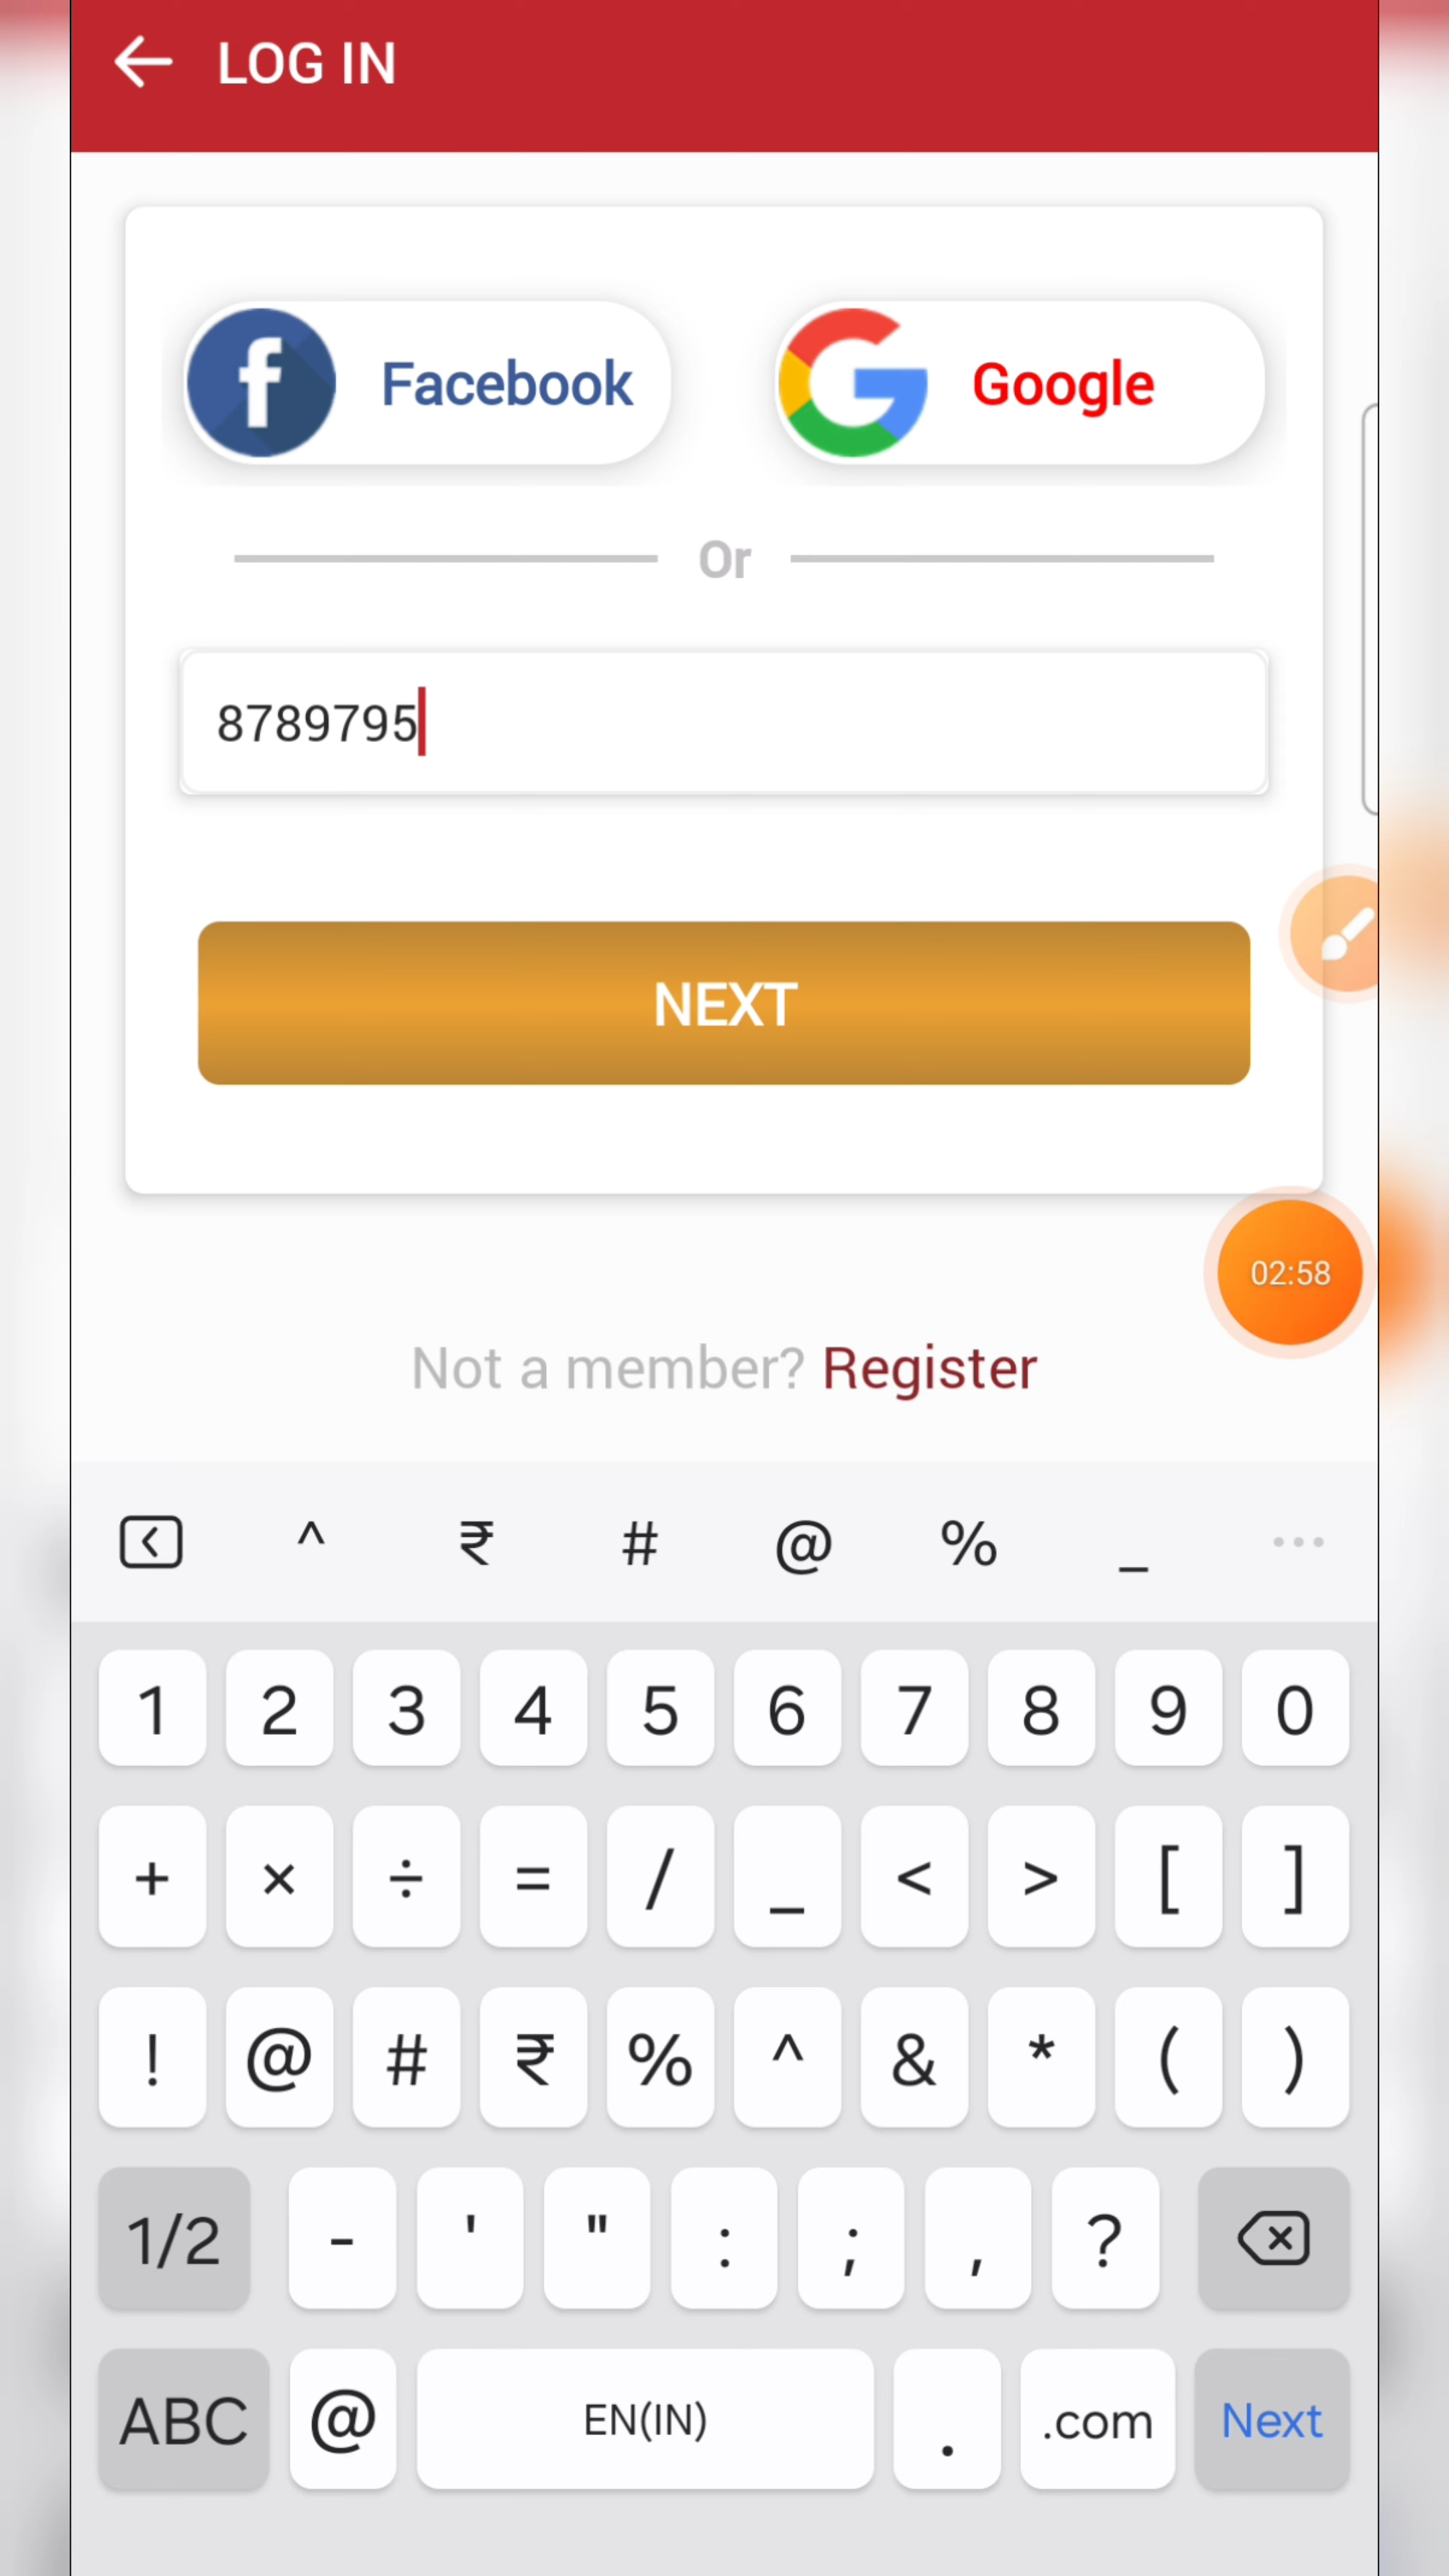 LOG IN
Facebook
Google
Or
8789795
NEXT
02:58
Not a member? Register
^ ₹ # @ % _ ...
1 2 3 4 5 6 7 8 9 0
+ × ÷ = / _ < > [ ]
! @ # ₹ % ^ & * ( )
1/2 - ' " : ; , ?
ABC @ EN(IN) . .com Next